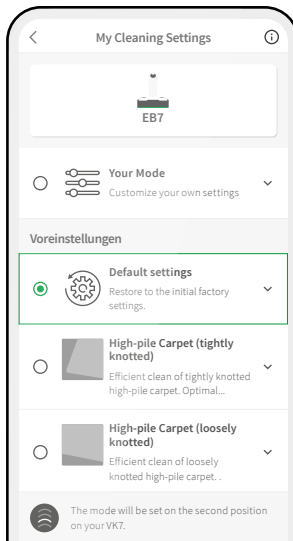 My Cleaning Settings
EB7
Your Mode
Customize your own settings
Voreinstellungen
Default settings
Restore to the initial factory
settings.
High-pile Carpet (tightly
knotted)
Efficient clean of tightly knotted
high-pile carpet. Optimal...
High-pile Carpet (loosely
knotted)
Efficient clean of loosely
knotted high-pile carpet. .
The mode will be set on the second position
on your VK7.